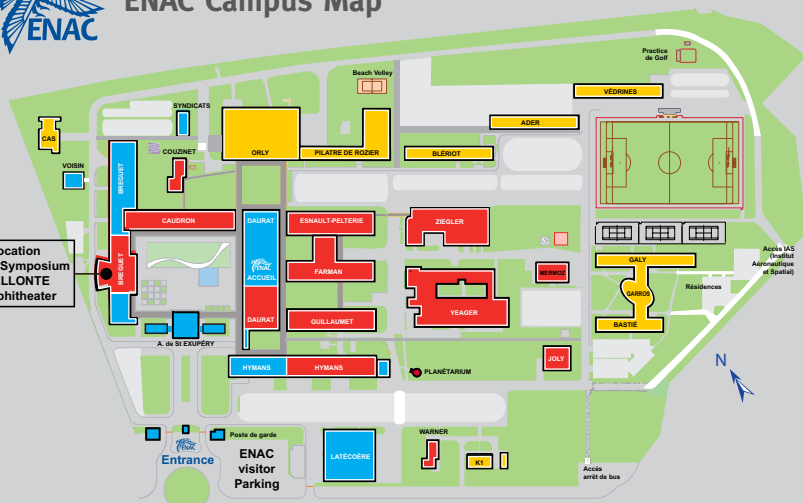 ENAC
ENAC Campus Map
Practice
de Golf
Beach Volley
VÉDRINES
SYNDICATS
ADER
CAS
ORLY
PILATRE DE ROZIER
BLÉRIOT
COUZINET
VOISIN
BREGUET
CAUDRON
DAURAT
ESNAULT-PELTERIE
ZIEGLER
ocation
Symposium
LLONTE
phitheater
BREGUET
ENAC
ACCUEIL
FARMAN
MERMOZ
GALY
Accès IAS
(Institut
Aéronautique
et Spatial)
GARROS
Résidences
DAURAT
GUILLAUMET
YEAGER
BASTIÉ
A. de St EXUPÉRY
HYMANS
HYMANS
PLANÉTARIUM
JOLY
N
Poste de garde
ENAC
Entrance
ENAC
visitor
Parking
LATÉCOÈRE
WARNER
K1
Accès
arrêt de bus